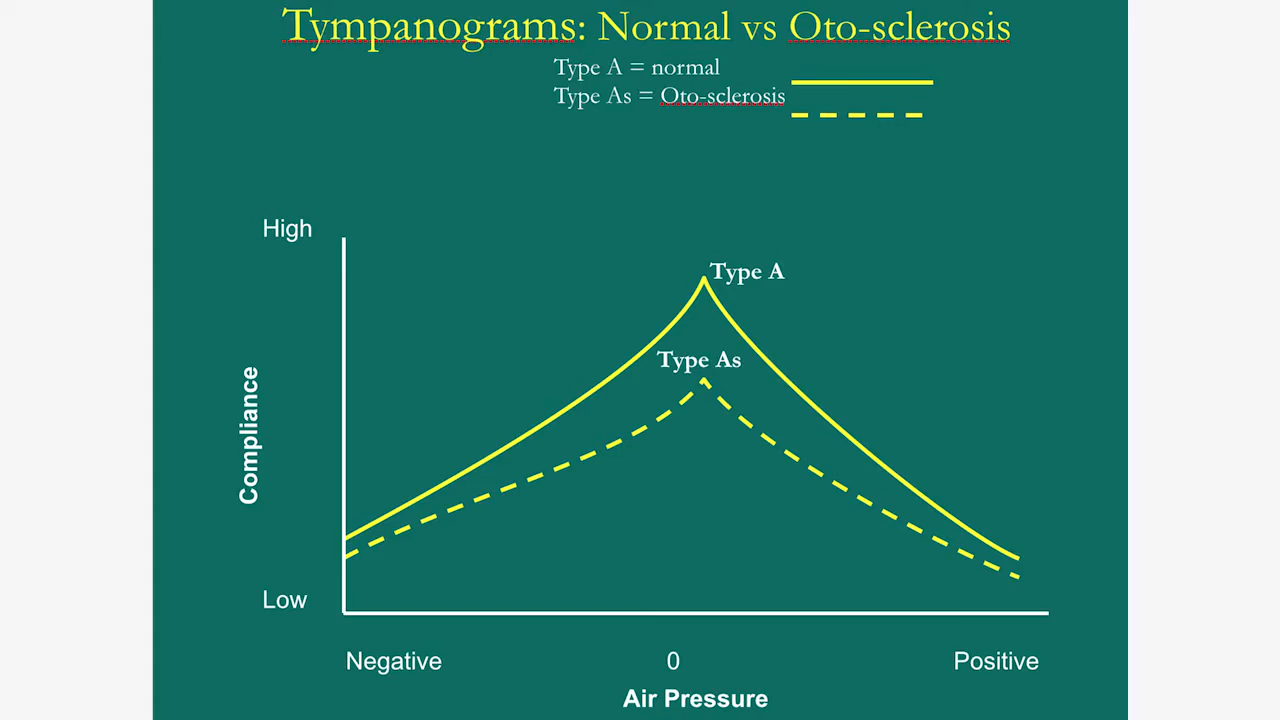 Tympanograms: Normal vs Oto-sclerosis
Type A = normal
Type As = Oto-sclerosis
High
Type A
Type As
Compliance
Low
Negative 0 Positive
Air Pressure